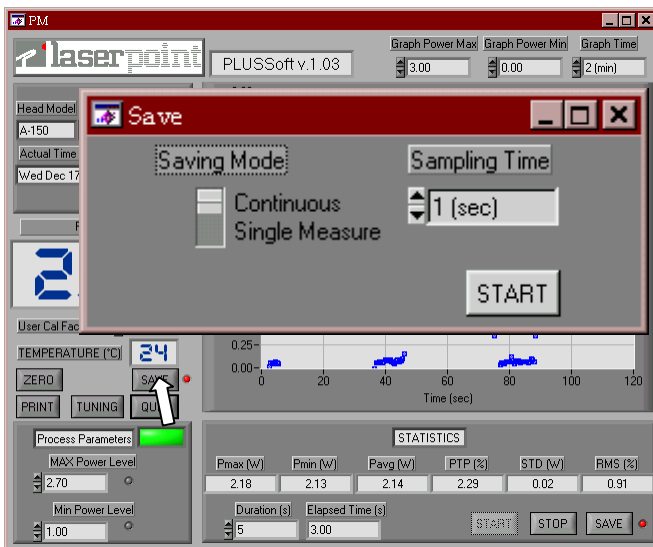 PM
laserpoint
PLUSSoft v.1.03
Graph Power Max
Graph Power Min
Graph Time
3.00
0.00
2 (min)
Head Model
A-150
Actual Time
Wed Dec 17
Save
Saving Mode
Sampling Time
Continuous
Single Measure
1 (sec)
START
2.
User Cal Fac
TEMPERATURE (°C)
24
ZERO
SAVE
PRINT
TUNING
0.25
0.00
0
20
40
60
80
100
120
Time (sec)
Process Parameters
MAX Power Level
2.70
Min Power Level
1.00
STATISTICS
Pmax (W)
Pmin (W)
Pavg (W)
PTP (%)
STD (W)
RMS (%)
2.18
2.13
2.14
2.29
0.02
0.91
Duration (s)
Elapsed Time (s)
5
3.00
START
STOP
SAVE